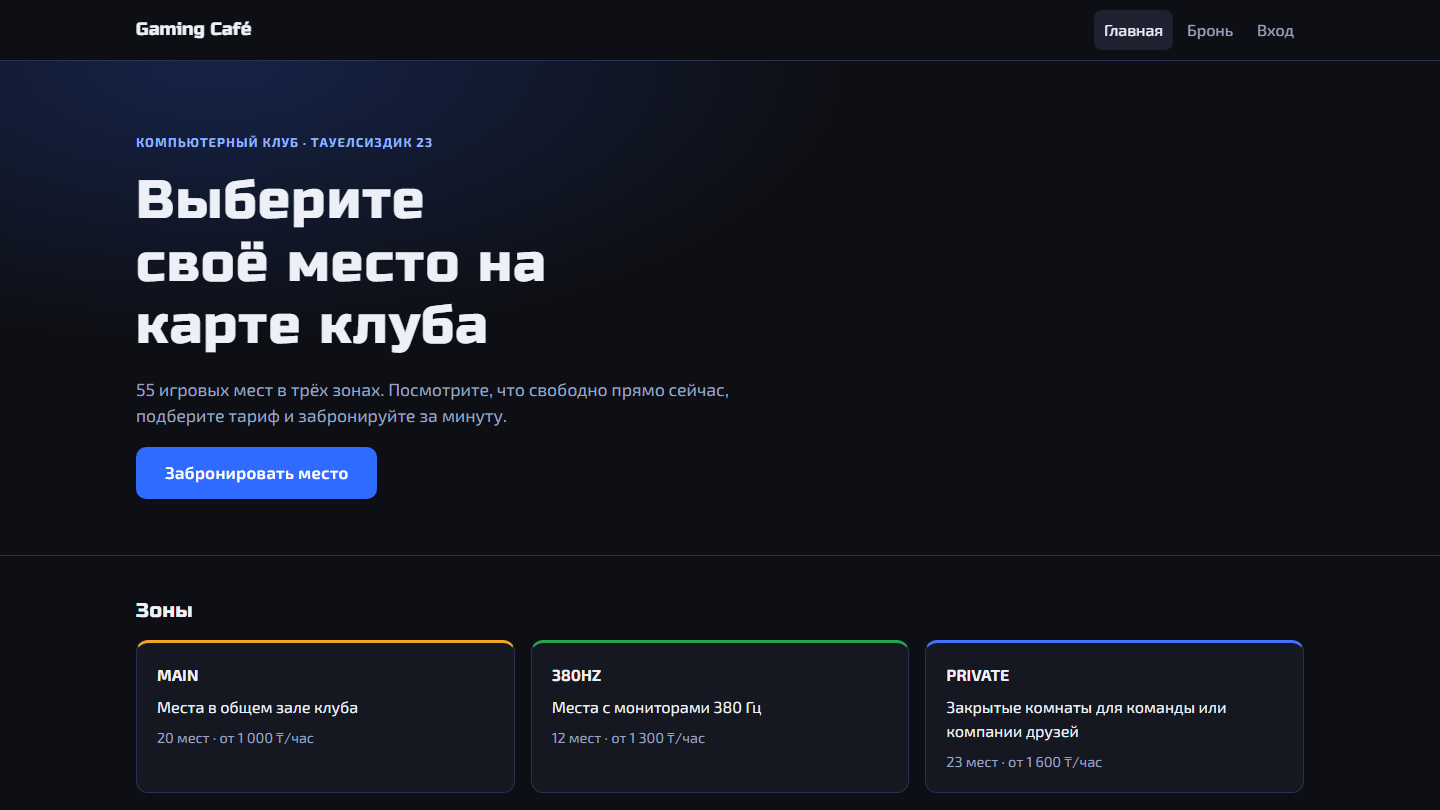 Gaming Café
Главная
Бронь
Вход
КОМПЬЮТЕРНЫЙ КЛУБ · ТАУЕЛСИЗДИК 23
Выберите
своё место на
карте клуба
55 игровых мест в трёх зонах. Посмотрите, что свободно прямо сейчас,
подберите тариф и забронируйте за минуту.
Забронировать место
Зоны
MAIN
Места в общем зале клуба
20 мест · от 1 000 ₸/час
380HZ
Места с мониторами 380 Гц
12 мест · от 1 300 ₸/час
PRIVATE
Закрытые комнаты для команды или
компании друзей
23 мест · от 1 600 ₸/час